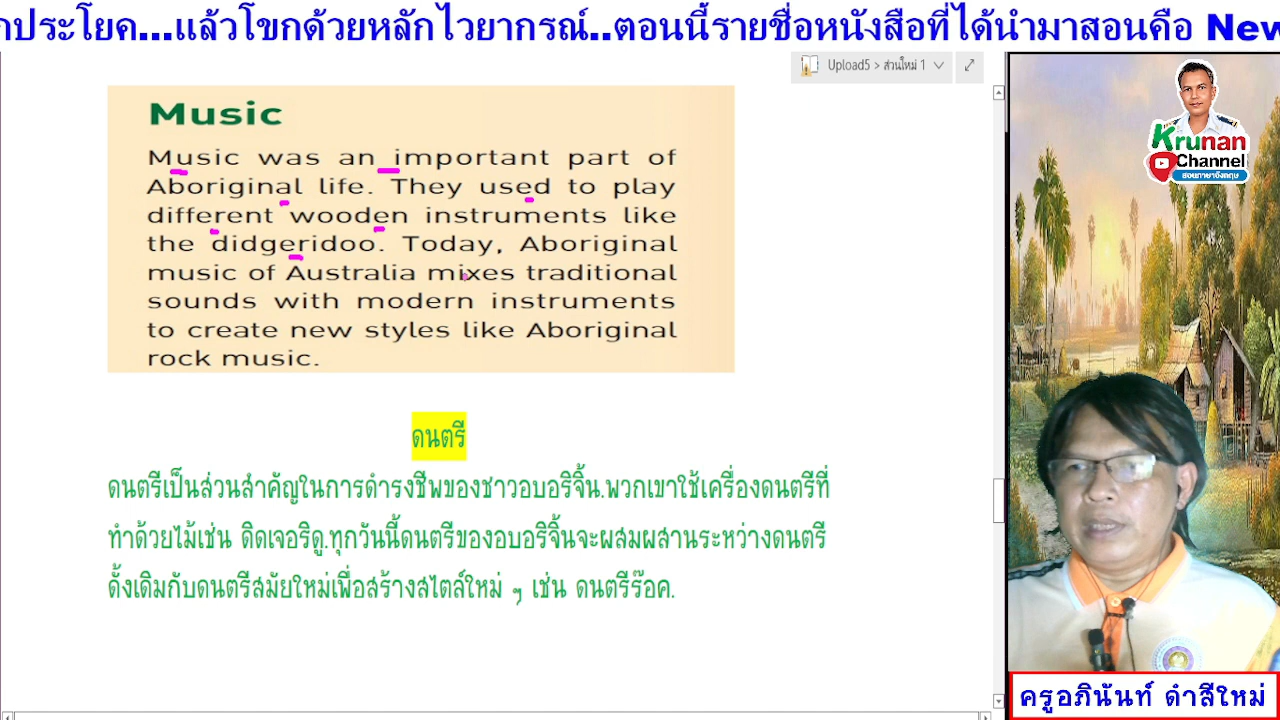 กประโยค...แล้วโขกด้วยหลักไวยากรณ์..ตอนนี้รายชื่อหนังสือที่ได้นำมาสอนคือ New
Upload5 > ส่วนใหม่ 1
Music
Music was an important part of
Aboriginal life. They used to play
different wooden instruments like
the didgeridoo. Today, Aboriginal
music of Australia mixes traditional
sounds with modern instruments
to create new styles like Aboriginal
rock music.
ดนตรี
ดนตรีเป็นส่วนสำคัญในการดำรงชีพของชาวอบอริจิ้น.พวกเขาใช้เครื่องดนตรีที่
ทำด้วยไม้เช่น ดิดเจอริดู.ทุกวันนี้ดนตรีของอบอริจิ้นจะผสมผสานระหว่างดนตรี
ดั้งเดิมกับดนตรีสมัยใหม่เพื่อสร้างสไตล์ใหม่ ๆ เช่น ดนตรีร๊อค.
Krunan
Channel
สอนภาษาอังกฤษ
ครูอภินันท์ ดำสีใหม่